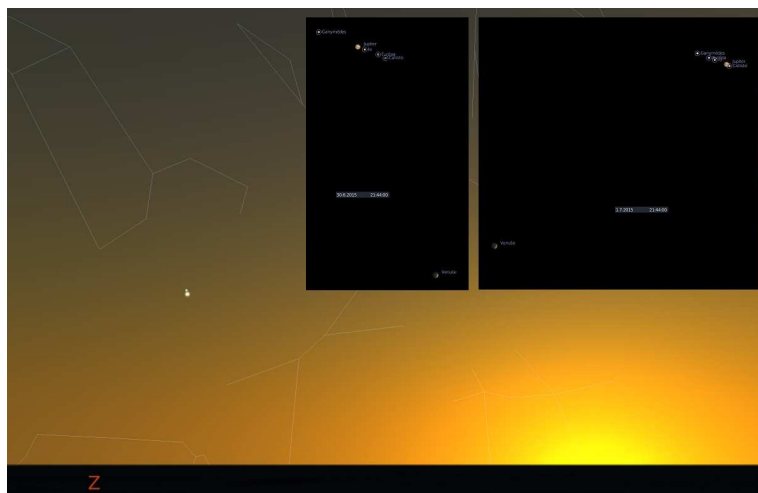 Ganymedes
Jupiter
Io
Europa
Callisto
30.6.2015 21:44:00
Venuše
Ganymedes
Jupiter
Callisto
1.7.2015 21:44:00
Venuše
Z